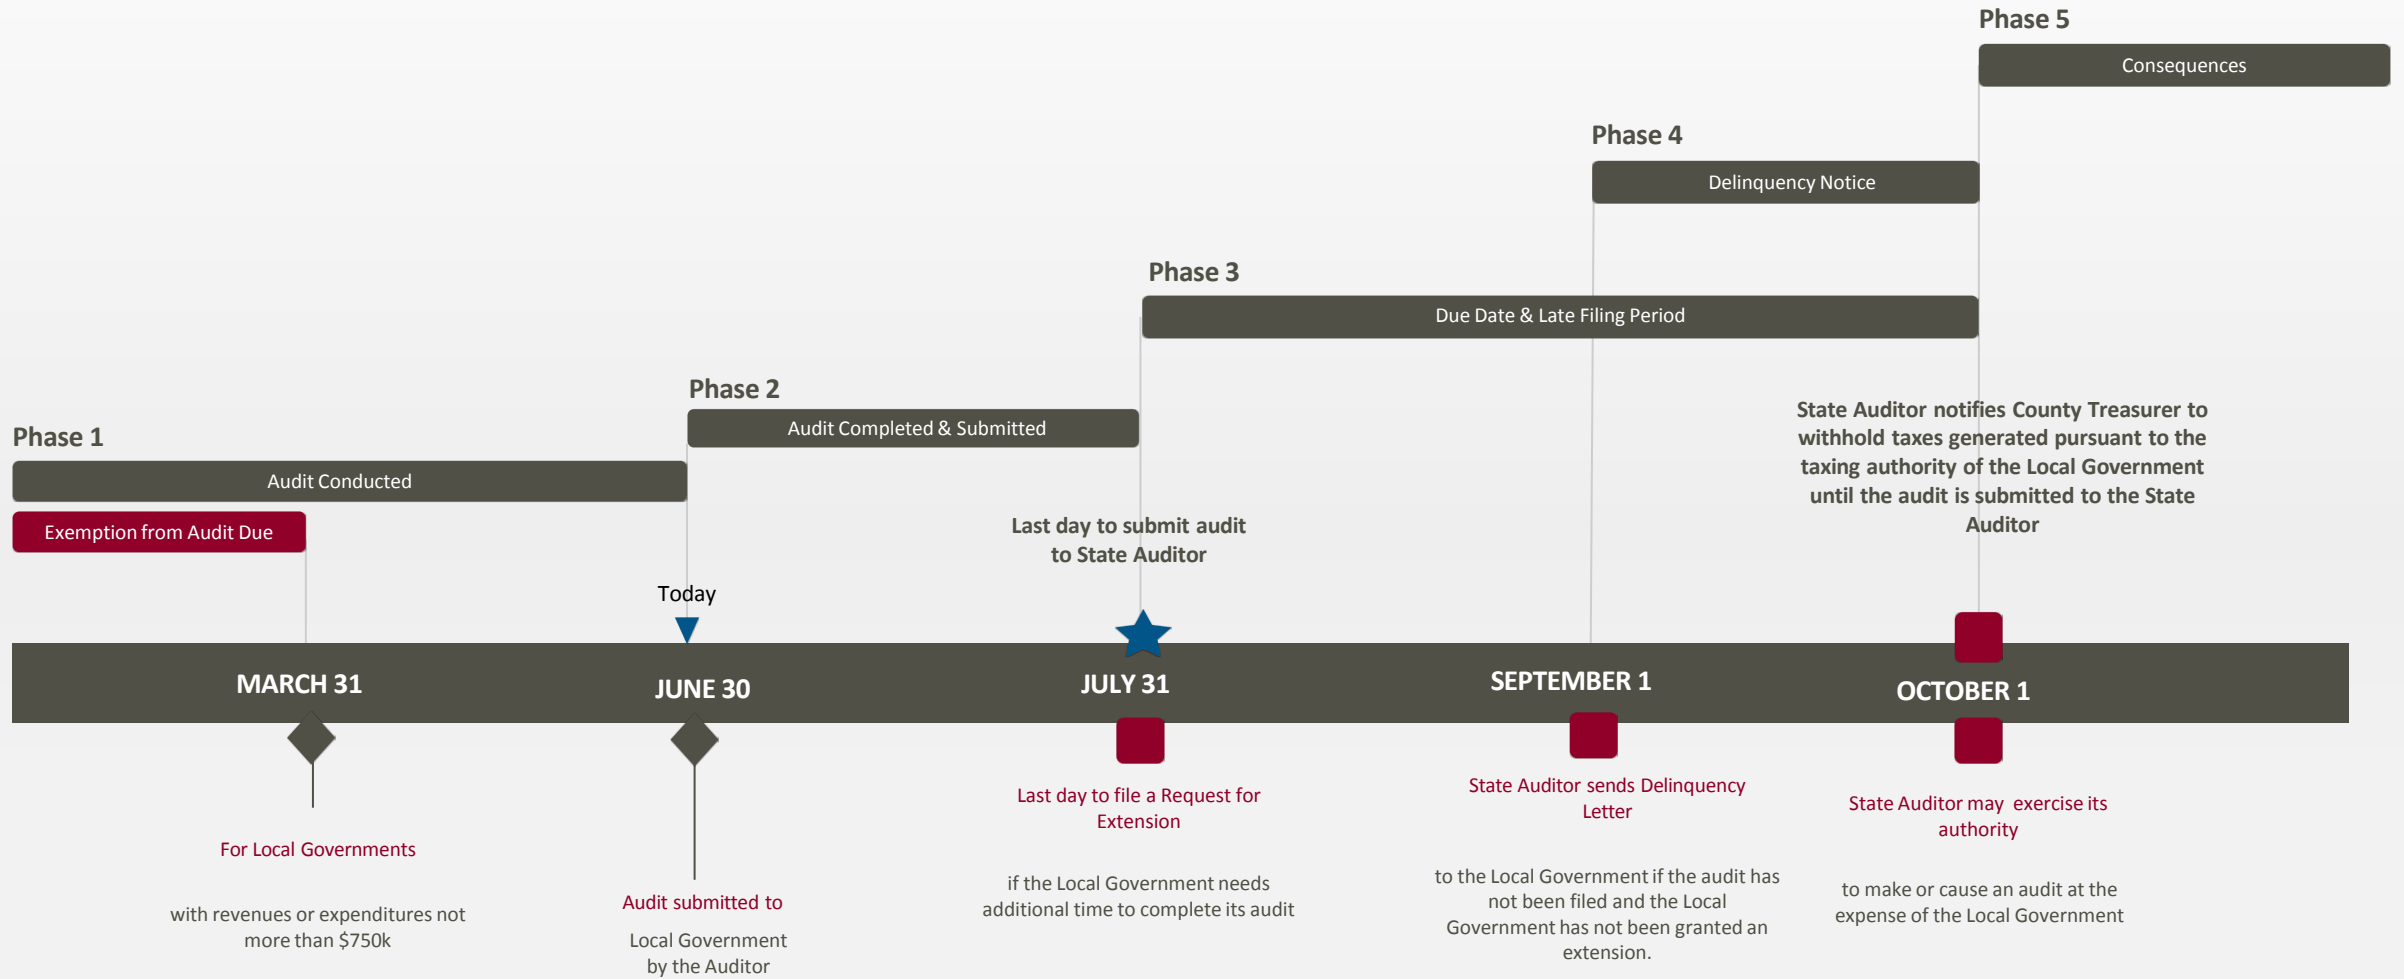 Phase 5
Consequences
Phase 4
Delinquency Notice
Phase 3
Due Date & Late Filing Period
Phase 2
Audit Completed & Submitted
Phase 1
Audit Conducted
Exemption from Audit Due
State Auditor notifies County Treasurer to
withhold taxes generated pursuant to the
taxing authority of the Local Government
until the audit is submitted to the State
Auditor
Last day to submit audit
to State Auditor
Today
MARCH 31
JUNE 30
JULY 31
SEPTEMBER 1
OCTOBER 1
For Local Governments
with revenues or expenditures not
more than $750k
Audit submitted to
Local Government
by the Auditor
Last day to file a Request for
Extension
if the Local Government needs
additional time to complete its audit
State Auditor sends Delinquency
Letter
to the Local Government if the audit has
not been filed and the Local
Government has not been granted an
extension.
State Auditor may exercise its
authority
to make or cause an audit at the
expense of the Local Government